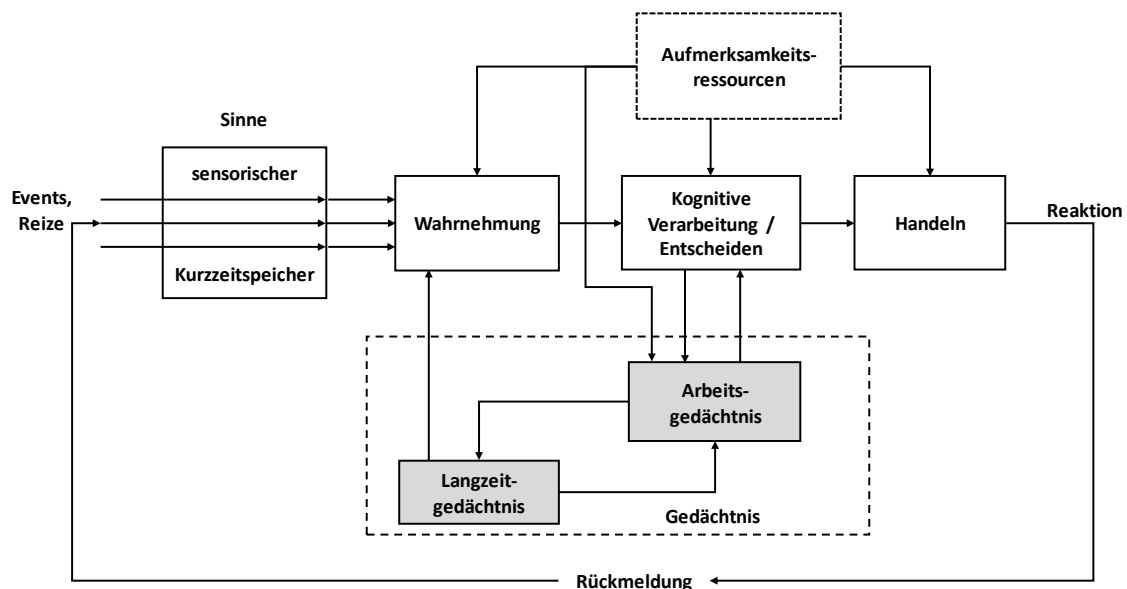 Aufmerksamkeits-
ressourcen
Sinne
sensorischer
Events,
Reize
Kurzzeitspeicher
Wahrnehmung
Kognitive
Verarbeitung /
Entscheiden
Handeln
Reaktion
Arbeits-
gedächtnis
Langzeit-
gedächtnis
Gedächtnis
Rückmeldung